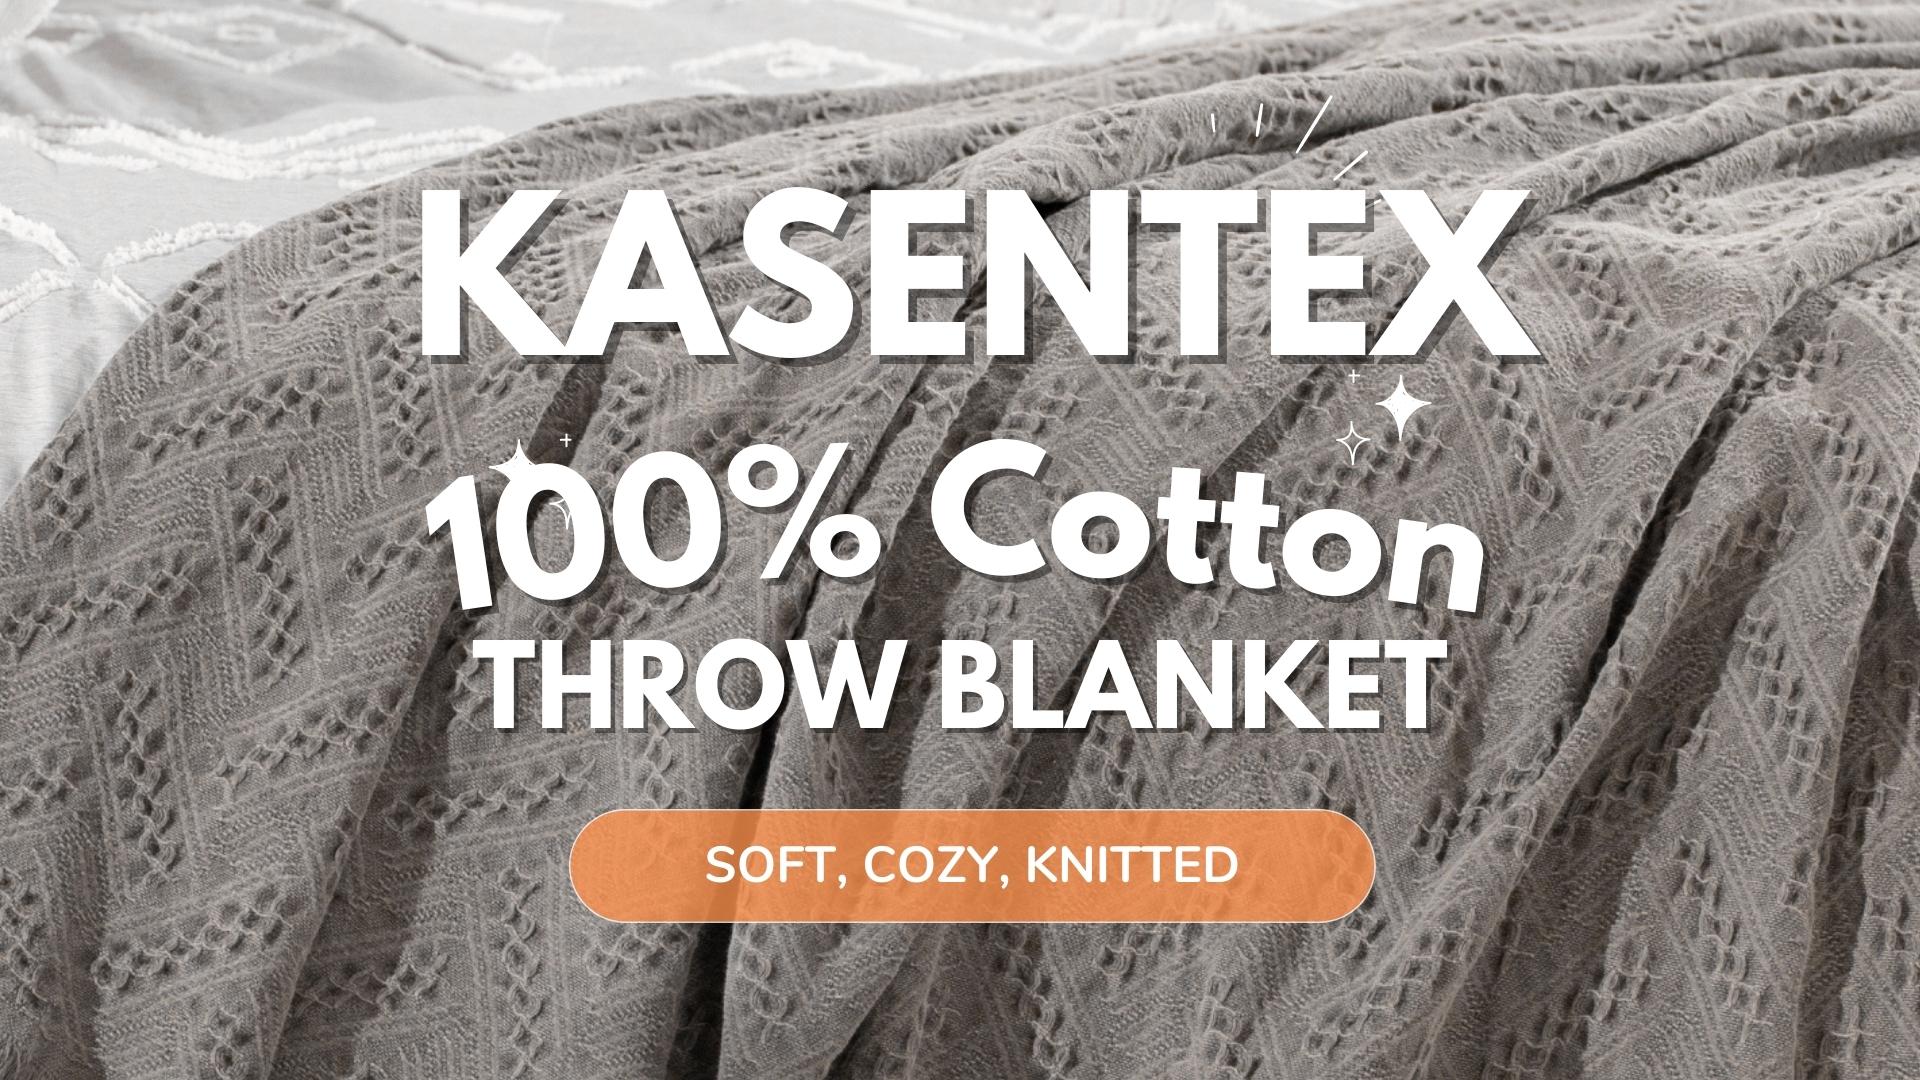 KASENTEX
100% Cotton
THROW BLANKET
SOFT, COZY, KNITTED